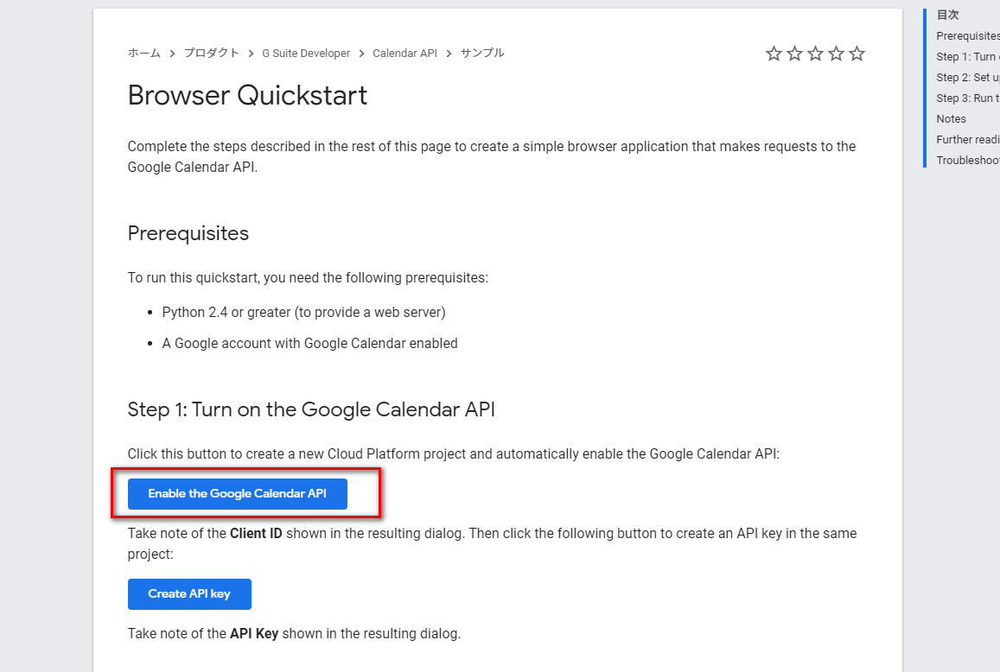 ホーム > プロダクト > G Suite Developer > Calendar API > サンプル
Browser Quickstart
Complete the steps described in the rest of this page to create a simple browser application that makes requests to the
Google Calendar API.
Prerequisites
To run this quickstart, you need the following prerequisites:
• Python 2.4 or greater (to provide a web server)
• A Google account with Google Calendar enabled
Step 1: Turn on the Google Calendar API
Click this button to create a new Cloud Platform project and automatically enable the Google Calendar API:
Enable the Google Calendar API
Take note of the Client ID shown in the resulting dialog. Then click the following button to create an API key in the same
project:
Create API key
Take note of the API Key shown in the resulting dialog.
目次
Prerequisites
Step 1: Turn
Step 2: Set
Step 3: Run
Notes
Further